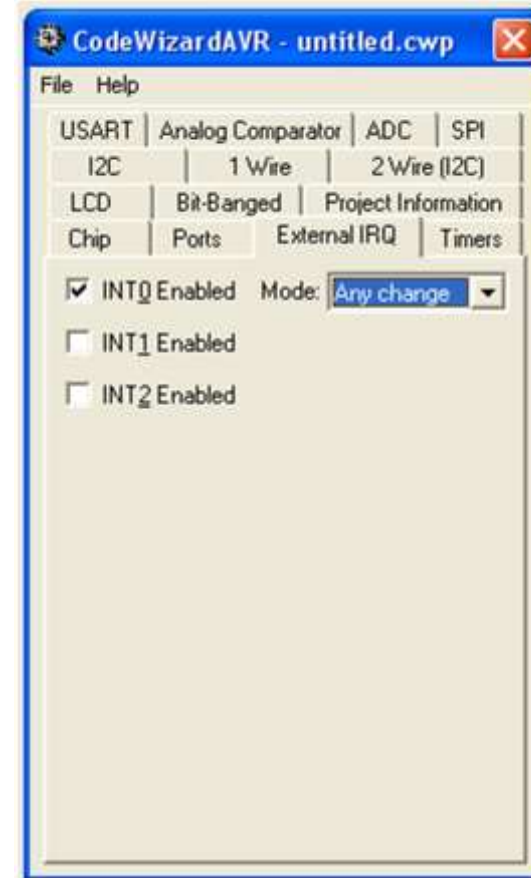 CodeWizardAVR - untitled.cwp
File Help
USART Analog Comparator ADC SPI
I2C 1 Wire 2 Wire (I2C)
LCD Bit-Banged Project Information
Chip Ports External IRQ Timers
INT0 Enabled Mode: Any change
INT1 Enabled
INT2 Enabled